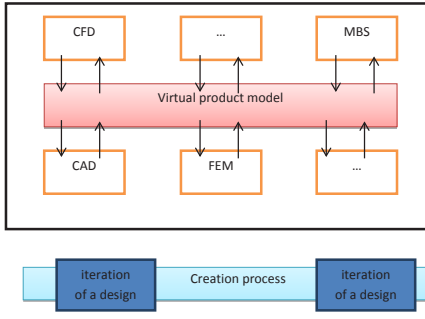 CFD
...
MBS
Virtual product model
CAD
FEM
...
iteration
of a design
Creation process
iteration
of a design